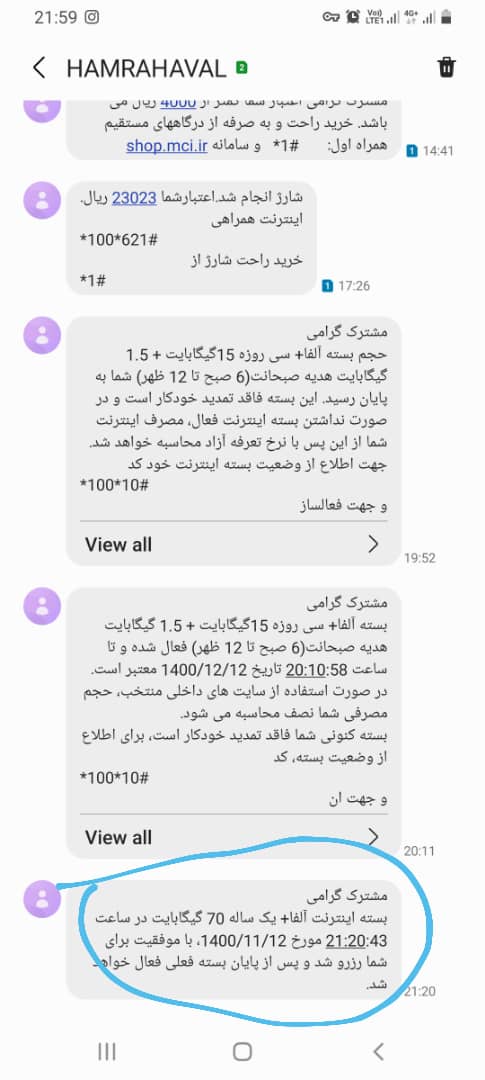 21:59
Vo)) LTE1 4G+
HAMRAHAVAL 2
مشترک گرامی اعتبار شما کمتر از 4000 ریال می
باشد. خرید راحت و به صرفه از درگاههای مستقیم
همراه اول: #1* و سامانه shop.mci.ir
1 14:41
شارژ انجام شد.اعتبارشما 23023 ریال.
اینترنت همراهی
*100*621#
خرید راحت شارژ از
*1#
1 17:26
مشترک گرامی
حجم بسته آلفا+ سی روزه 15گیگابایت + 1.5
گیگابایت هدیه صبحانت(6 صبح تا 12 ظهر) شما به
پایان رسید. این بسته فاقد تمدید خودکار است و در
صورت نداشتن بسته اینترنت فعال، مصرف اینترنت
شما از این پس با نرخ تعرفه آزاد محاسبه خواهد شد.
جهت اطلاع از وضعیت بسته اینترنت خود کد
*100*10#
و جهت فعالساز
View all
19:52
مشترک گرامی
بسته آلفا+ سی روزه 15گیگابایت + 1.5 گیگابایت
هدیه صبحانت(6 صبح تا 12 ظهر) فعال شده و تا
ساعت 20:10:58 تاریخ 1400/12/12 معتبر است.
در صورت استفاده از سایت های داخلی منتخب، حجم
مصرفی شما نصف محاسبه می شود.
بسته کنونی شما فاقد تمدید خودکار است، برای اطلاع
از وضعیت بسته، کد
*100*10#
و جهت ان
View all
20:11
مشترک گرامی
بسته اینترنت آلفا+ یک ساله 70 گیگابایت در ساعت
21:20:43 مورخ 1400/11/12، با موفقیت برای
شما رزرو شد و پس از پایان بسته فعلی فعال خواهد
شد.
21:20